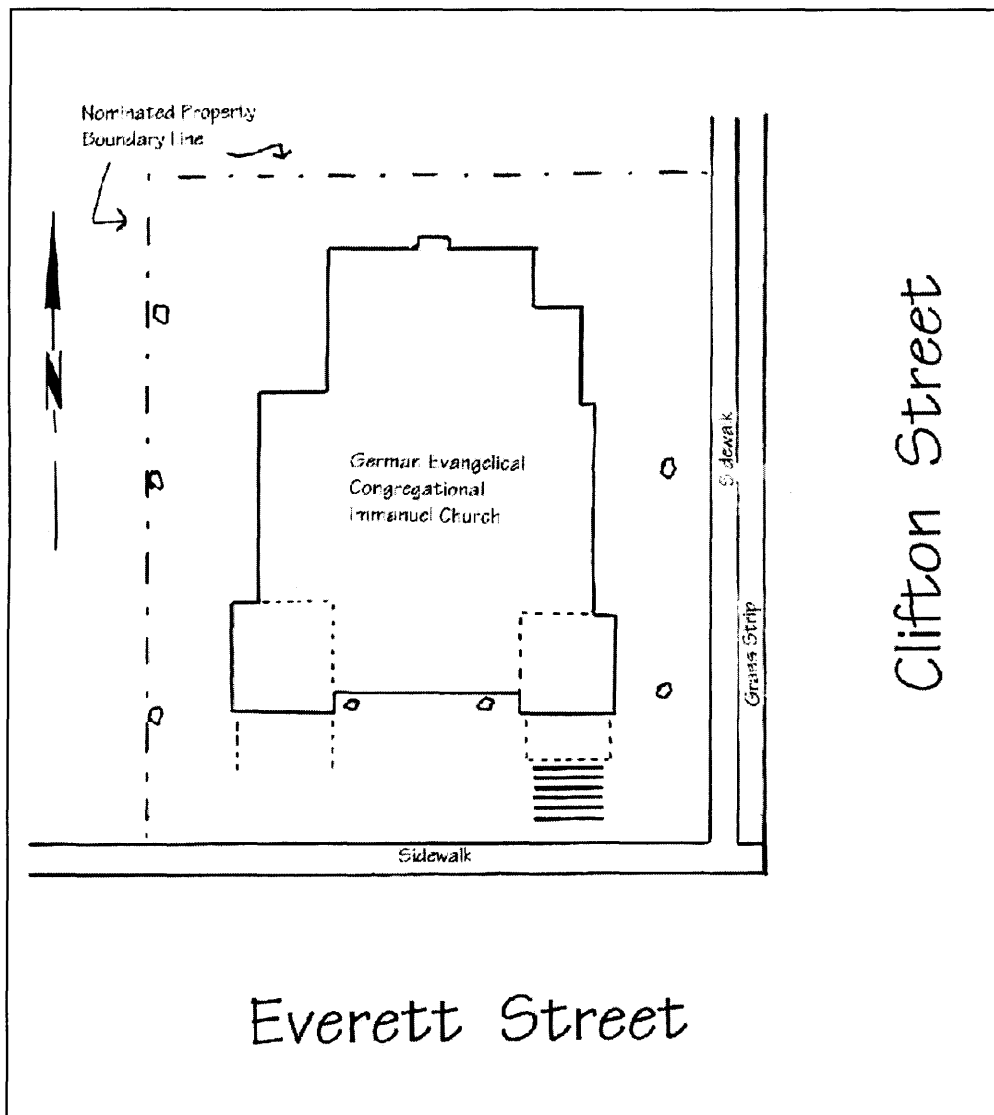 Nominated Property
Boundary Line
N
German Evangelical
Congregational
Immanuel Church
Sidewalk
Grass Strip
Clifton Street
Sidewalk
Everett Street